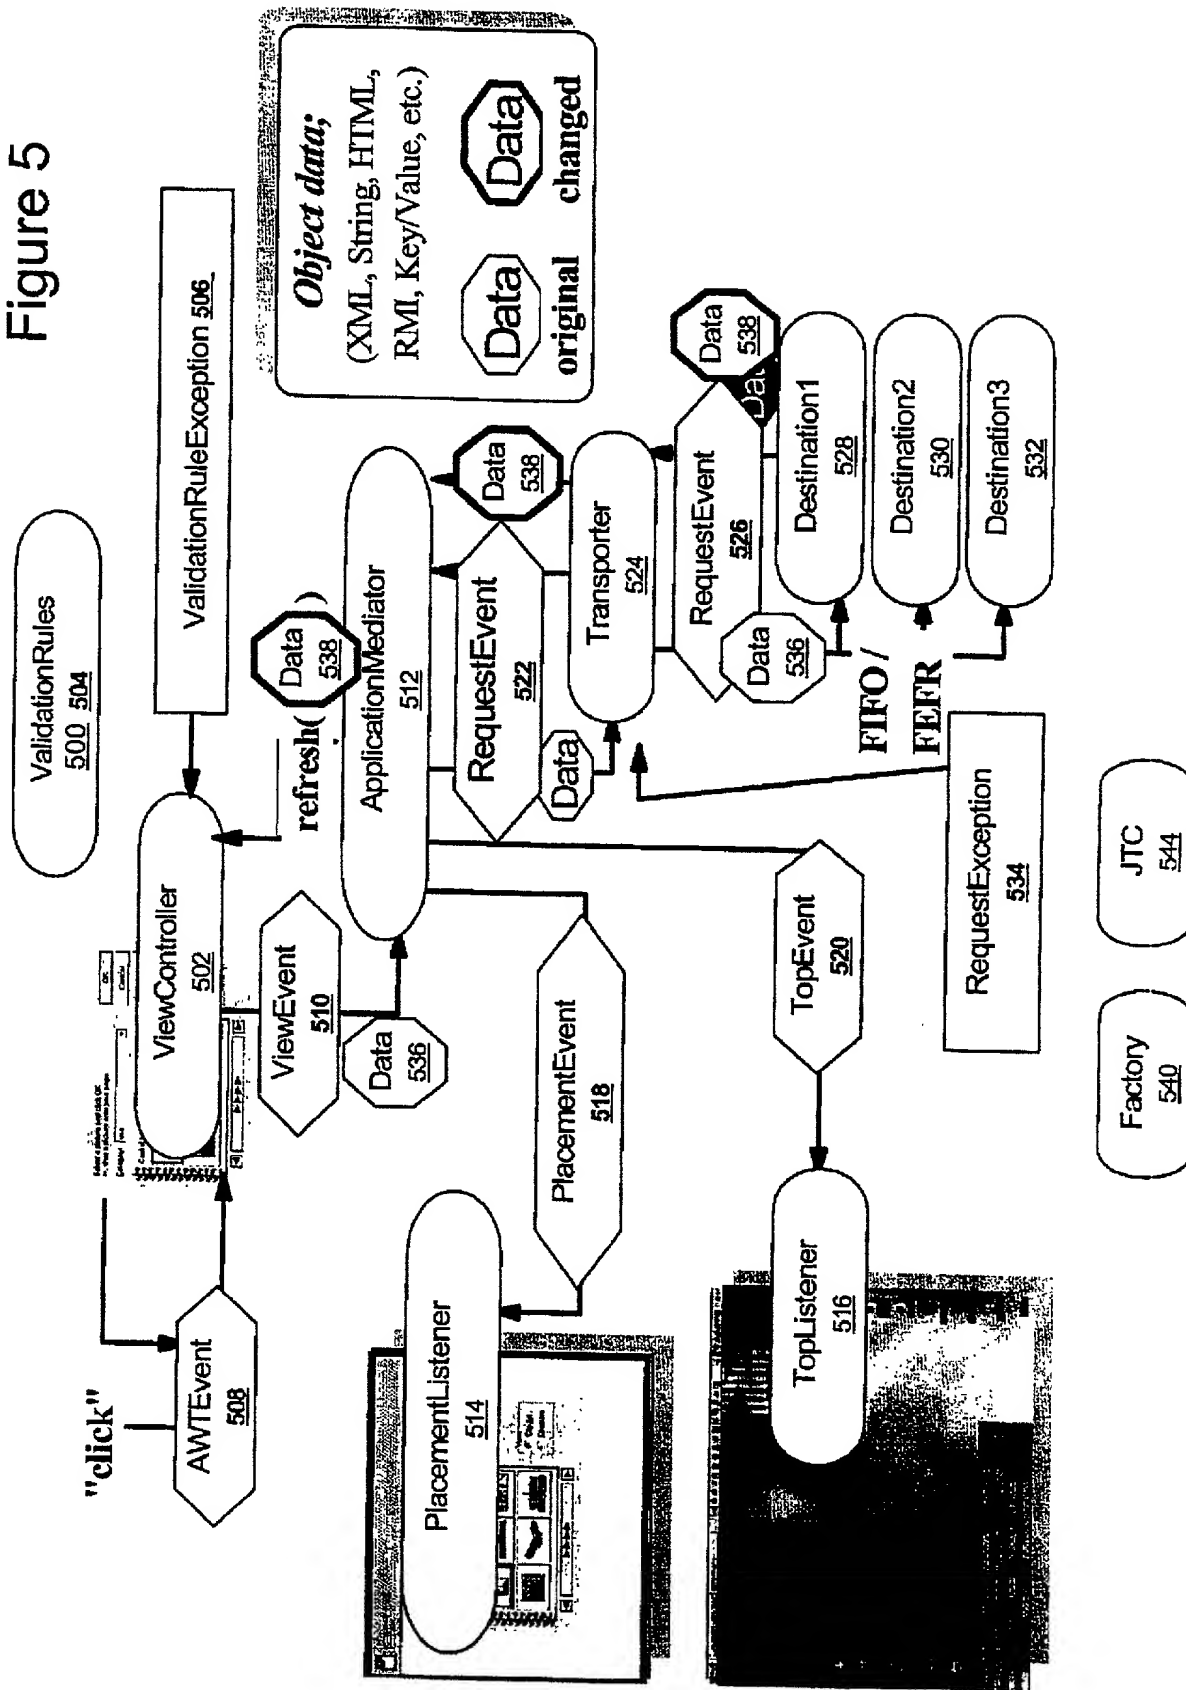 Figure 5
ValidationRules
500 504
ValidationRuleException 506
Object data;
(XML, String, HTML,
RMI, Key/Value, etc.)
Data
Data
original
changed
"click"
AWTEvent
508
ViewController
502
OK
Cancel
ViewEvent
510
Data
536
refresh(
Data
538
)
ApplicationMediator
512
PlacementListener
514
PlacementEvent
518
RequestEvent
522
Data
Data
538
Transporter
524
RequestEvent
526
Data
536
Data
538
Dat
TopListener
516
TopEvent
520
FIFO /
FEFR
Destination1
528
Destination2
530
Destination3
532
RequestException
534
Factory
540
JTC
544